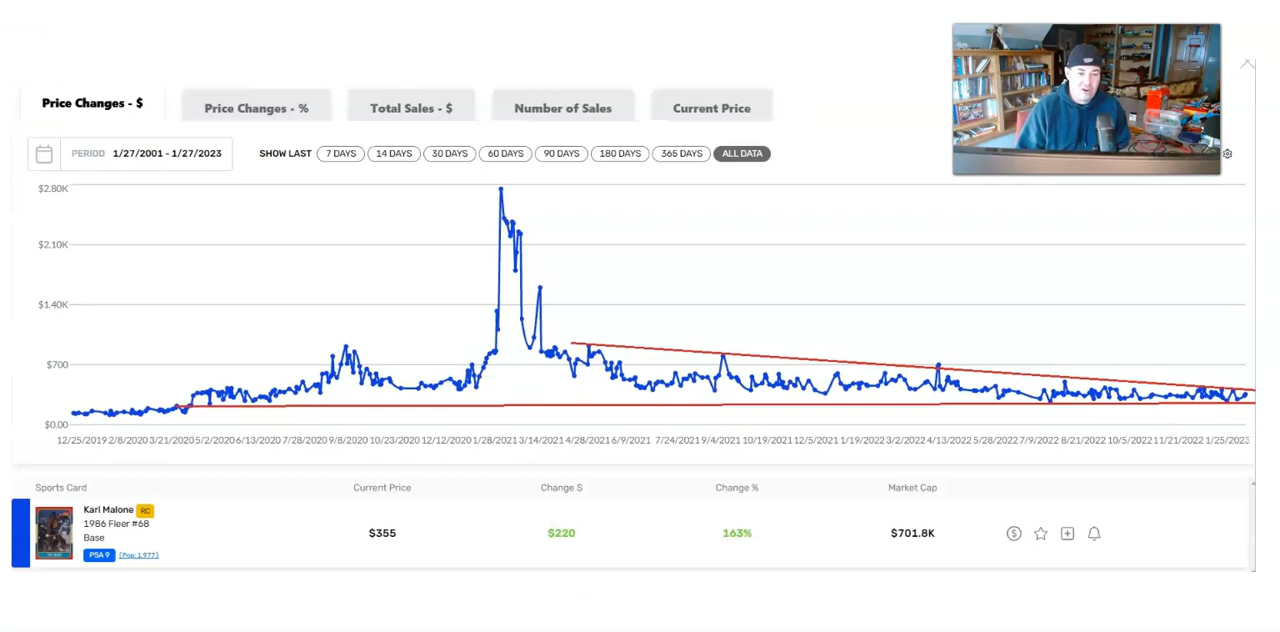 Price Changes - $
Price Changes - %
Total Sales - $
Number of Sales
Current Price
PERIOD 1/27/2001 - 1/27/2023
SHOW LAST 7 DAYS 14 DAYS 30 DAYS 60 DAYS 90 DAYS 180 DAYS 365 DAYS ALL DATA
$2.80K
$2.10K
$1.40K
$700
$0.00
12/25/2019 2/8/2020 3/21/2020 5/2/2020 6/13/2020 7/28/2020 9/8/2020 10/23/2020 12/12/2020 1/28/2021 3/14/2021 4/28/2021 6/9/2021 7/24/2021 9/4/2021 10/19/2021 12/5/2021 1/19/2022 3/2/2022 4/13/2022 5/28/2022 7/9/2022 8/21/2022 10/5/2022 11/21/2022 1/25/2023
Sports Card Current Price Change $ Change % Market Cap
Karl Malone RC
1986 Fleer #68
Base
PSA 9 (Pop: 1,977)
$355 $220 163% $701.8K